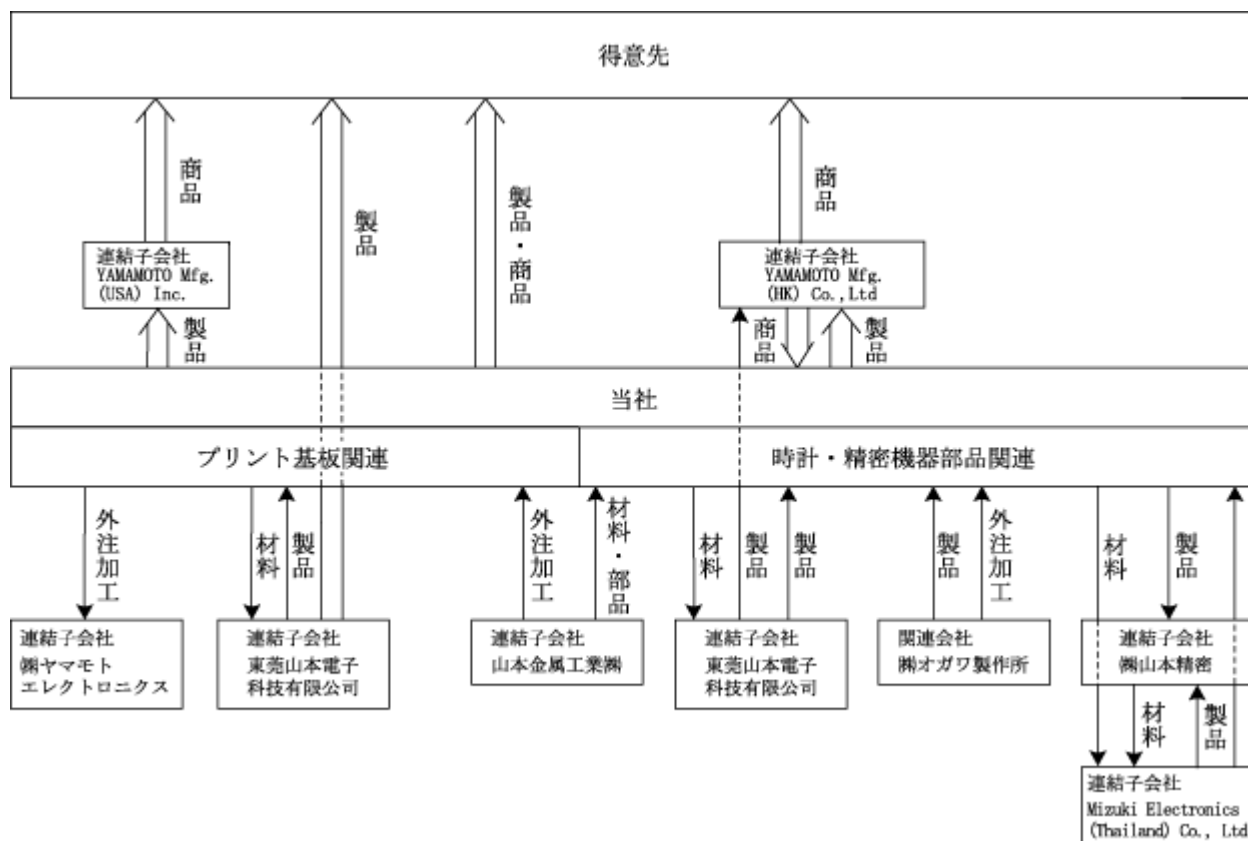 得意先
商品
製品
製品・商品
商品
連結子会社
YAMAMOTO Mfg.
(USA) Inc.
連結子会社
YAMAMOTO Mfg.
(HK) Co.,Ltd
製品
商品
製品
当社
プリント基板関連
時計・精密機器部品関連
外注加工
材料
製品
外注加工
材料・部品
材料
製品
製品
製品
外注加工
材料
製品
連結子会社
㈱ヤマモト
エレクトロニクス
連結子会社
東莞山本電子
科技有限公司
連結子会社
山本金属工業㈱
連結子会社
東莞山本電子
科技有限公司
関連会社
㈱オガワ製作所
連結子会社
㈱山本精密
材料
製品
連結子会社
Mizuki Electronics
(Thailand) Co., Ltd